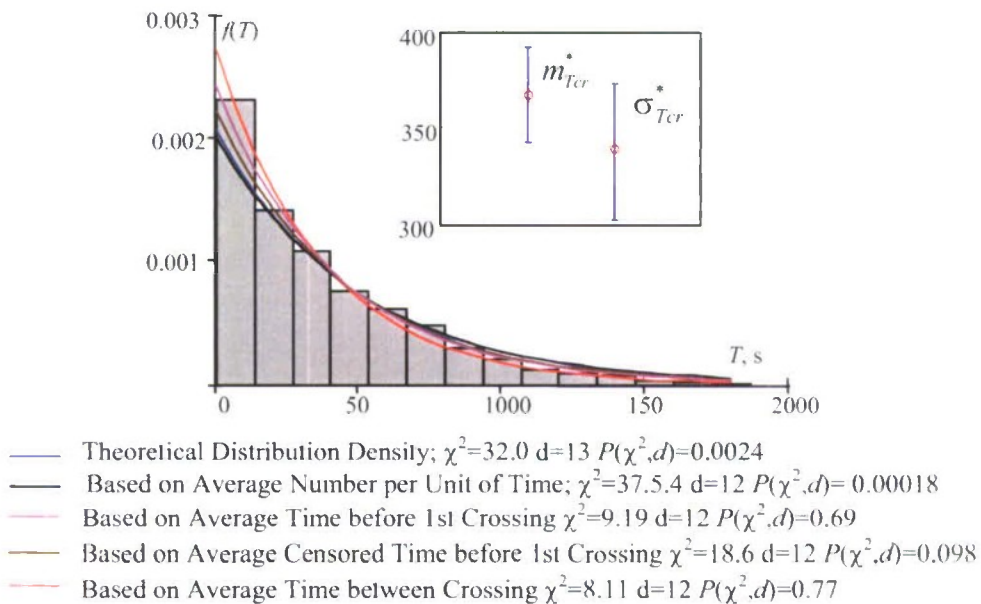 0.003
f(T)
0.002
0.001
400
350
300
m*Tcr
σ*Tcr
T, s
0
50
1000
150
2000
Theoretical Distribution Density; χ²=32.0 d=13 P(χ²,d)=0.0024
Based on Average Number per Unit of Time; χ²=37.5.4 d=12 P(χ²,d)= 0.00018
Based on Average Time before 1st Crossing χ²=9.19 d=12 P(χ²,d)=0.69
Based on Average Censored Time before 1st Crossing χ²=18.6 d=12 P(χ²,d)=0.098
Based on Average Time between Crossing χ²=8.11 d=12 P(χ²,d)=0.77